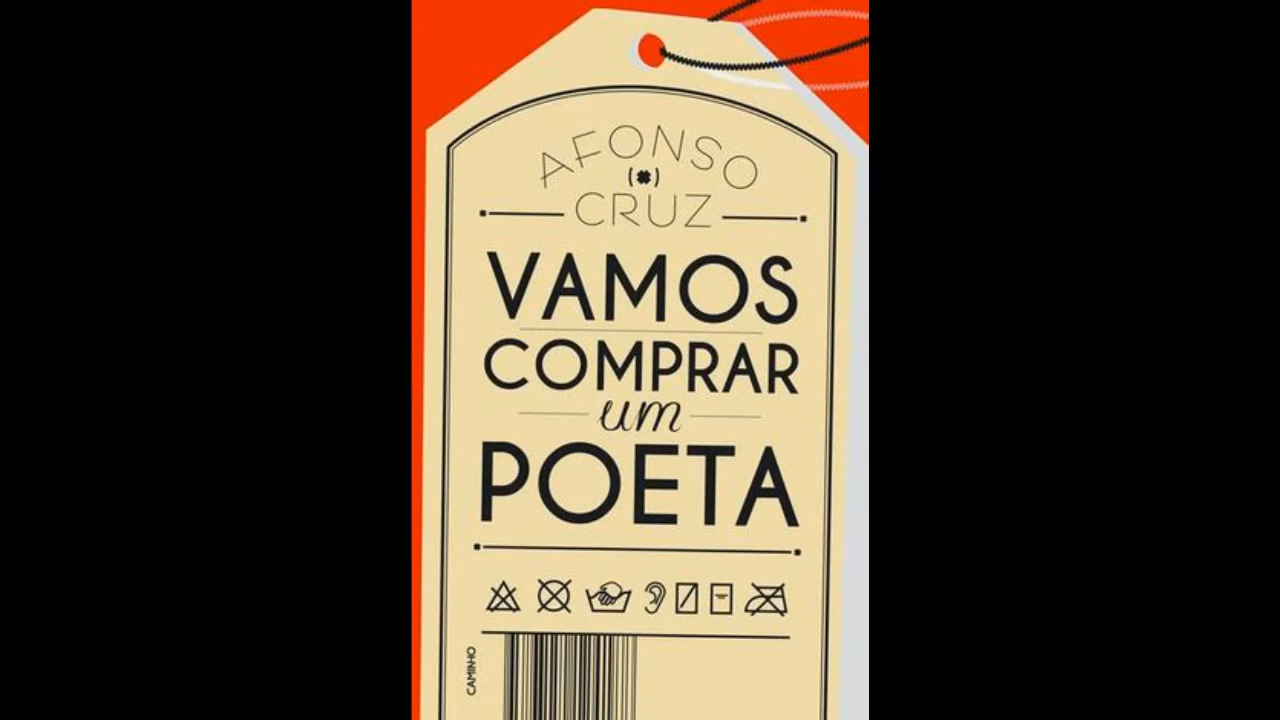 AFONSO
CRUZ
VAMOS
COMPRAR
um
POETA
CAMINHO